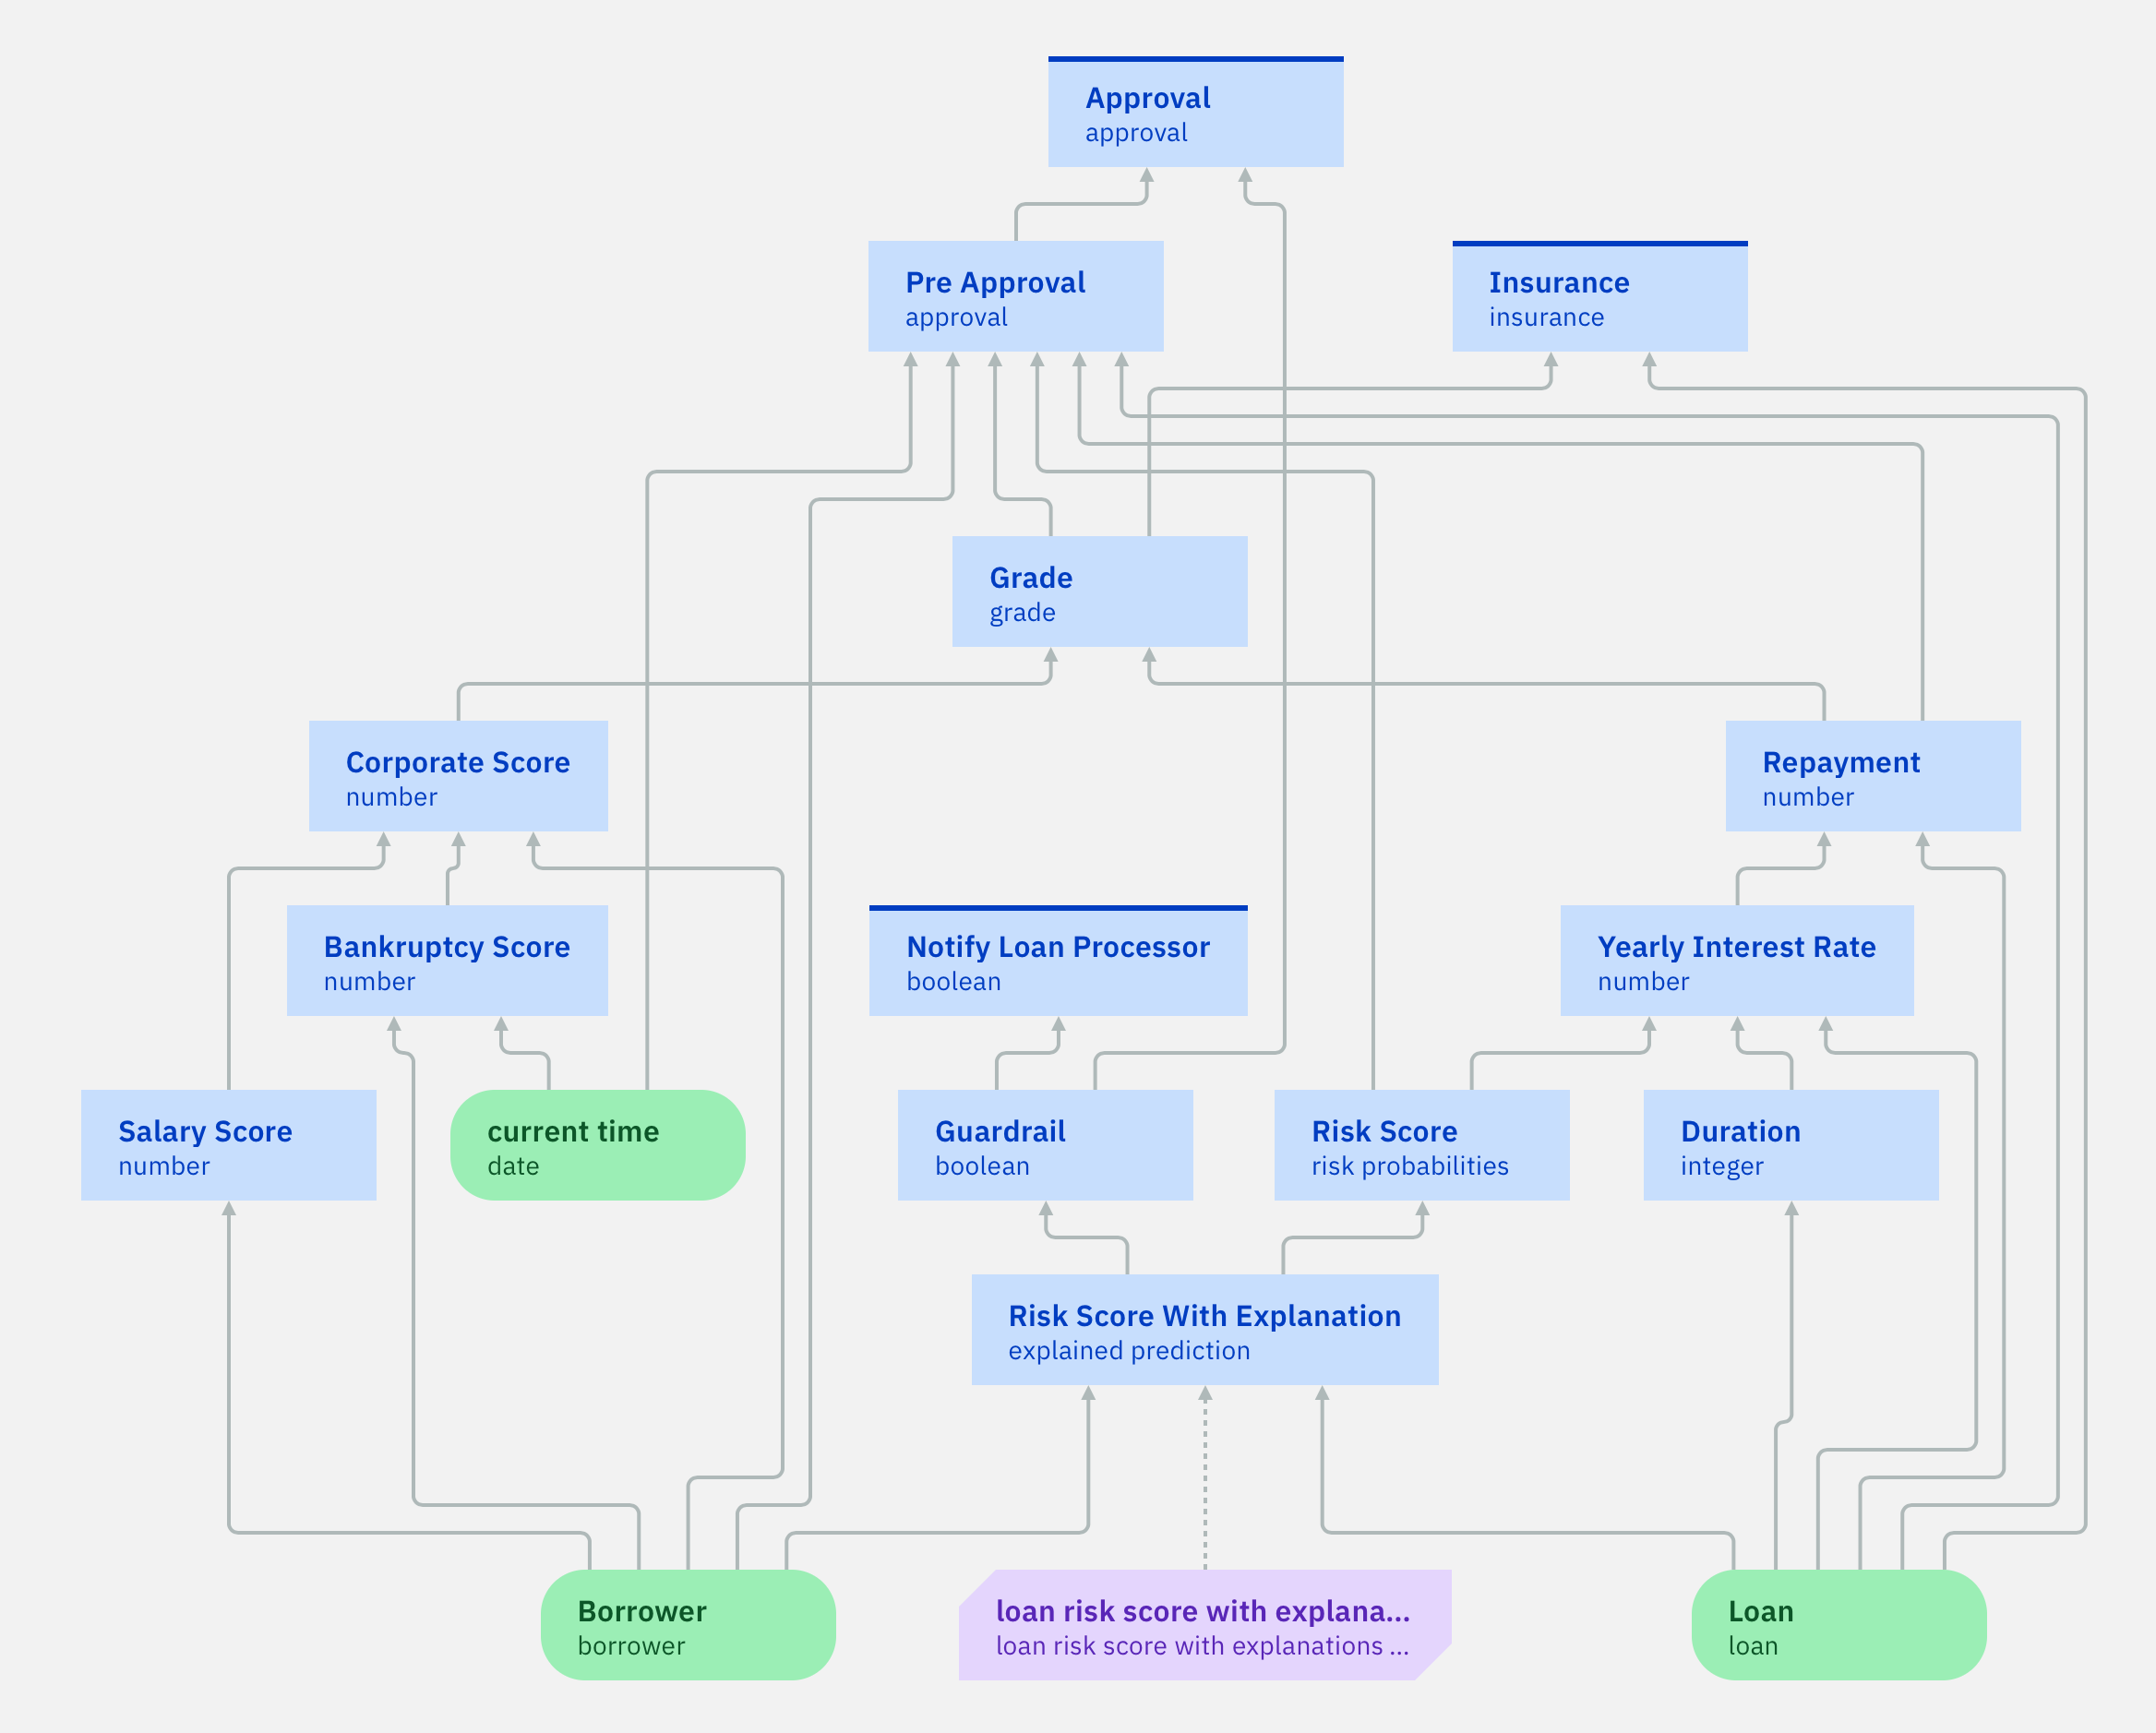 Approval
approval
Pre Approval
approval
Insurance
insurance
Grade
grade
Corporate Score
number
Repayment
number
Bankruptcy Score
number
Notify Loan Processor
boolean
Yearly Interest Rate
number
Salary Score
number
current time
date
Guardrail
boolean
Risk Score
risk probabilities
Duration
integer
Risk Score With Explanation
explained prediction
Borrower
borrower
loan risk score with explana...
loan risk score with explanations ...
Loan
loan